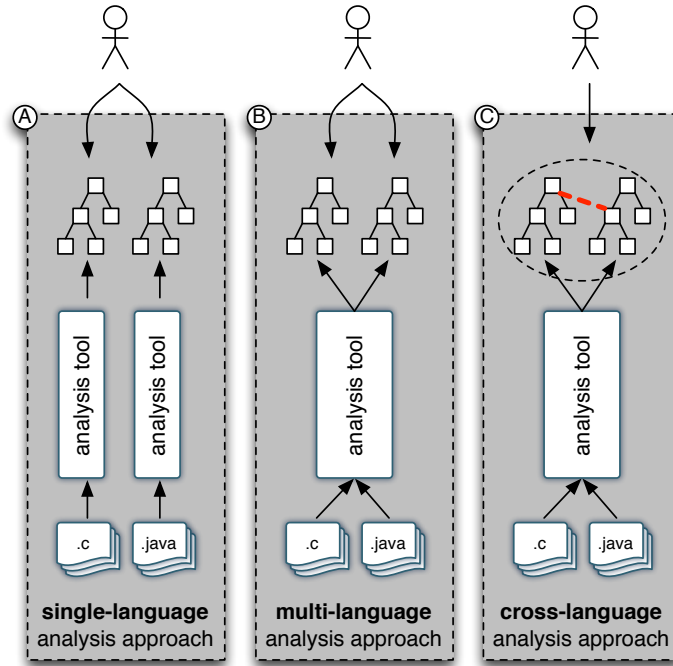 A
B
C
analysis tool
analysis tool
analysis tool
analysis tool
.c
.java
.c
.java
.c
.java
single-language
analysis approach
multi-language
analysis approach
cross-language
analysis approach